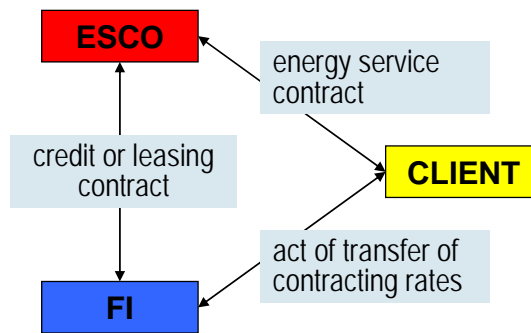 ESCO
energy service
contract
credit or leasing
contract
CLIENT
act of transfer of
contracting rates
FI